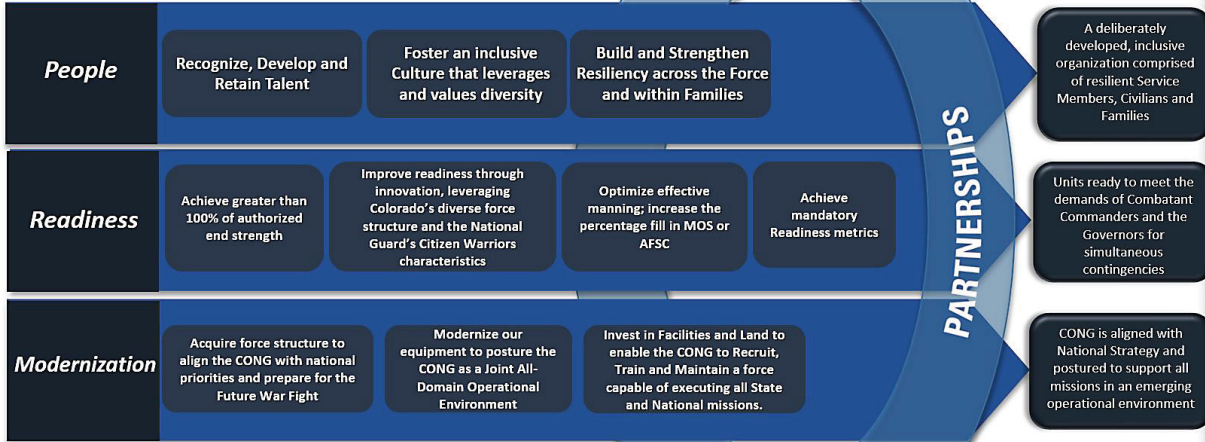 People
Recognize, Develop and
Retain Talent
Foster an inclusive
Culture that leverages
and values diversity
Build and Strengthen
Resiliency across the Force
and within Families
A deliberately
developed, inclusive
organization comprised
of resilient Service
Members, Civilians and
Families
Readiness
Achieve greater than
100% of authorized
end strength
Improve readiness through
innovation, leveraging
Colorado's diverse force
structure and the National
Guard's Citizen Warriors
characteristics
Optimize effective
manning; increase the
percentage fill in MOS or
AFSC
Achieve
mandatory
Readiness metrics
Units ready to meet the
demands of Combatant
Commanders and the
Governors for
simultaneous
contingencies
Modernization
Acquire force structure to
align the CONG with national
priorities and prepare for the
Future War Fight
Modernize our
equipment to posture the
CONG as a Joint All-
Domain Operational
Environment
Invest in Facilities and Land to
enable the CONG to Recruit,
Train and Maintain a force
capable of executing all State
and National missions.
CONG is aligned with
National Strategy and
postured to support all
missions in an emerging
operational environment
PARTNERSHIPS